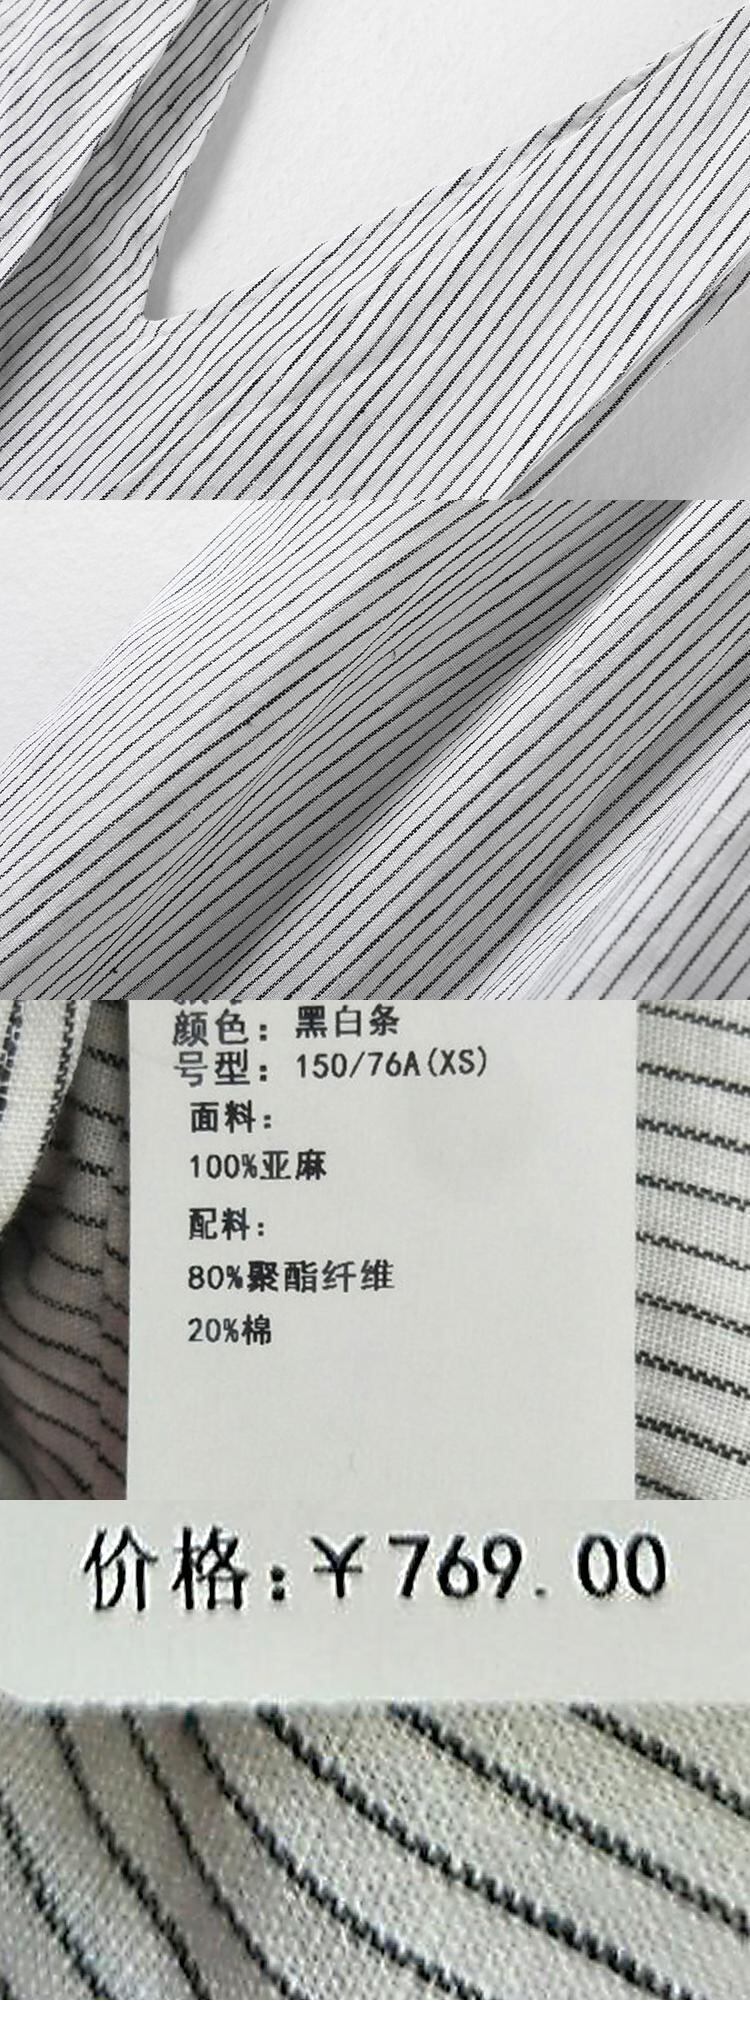 颜色：黑白条
号型：150/76A(XS)
面料：
100%亚麻
配料：
80%聚酯纤维
20%棉
价格:￥769.00